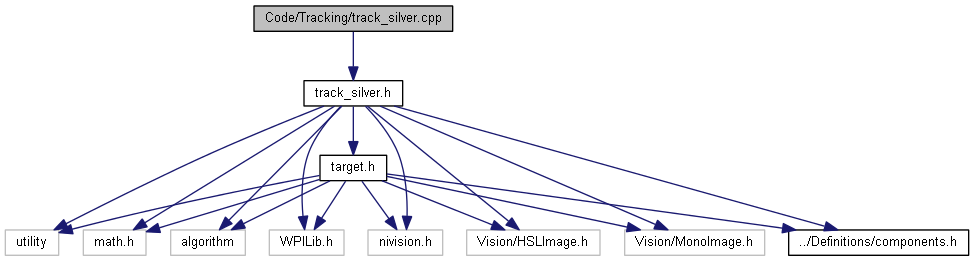 Code/Tracking/track_silver.cpp
track_silver.h
target.h
utility
math.h
algorithm
WPILib.h
nivision.h
Vision/HSLImage.h
Vision/MonoImage.h
../Definitions/components.h